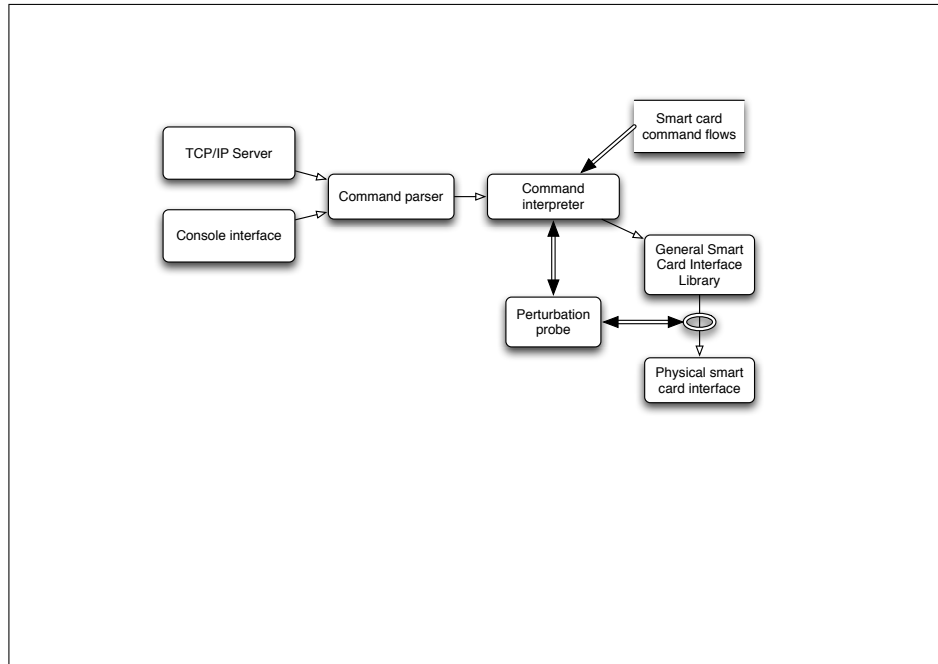 Smart card
command flows
TCP/IP Server
Command parser
Command
interpreter
Console interface
General Smart
Card Interface
Library
Perturbation
probe
Physical smart
card interface